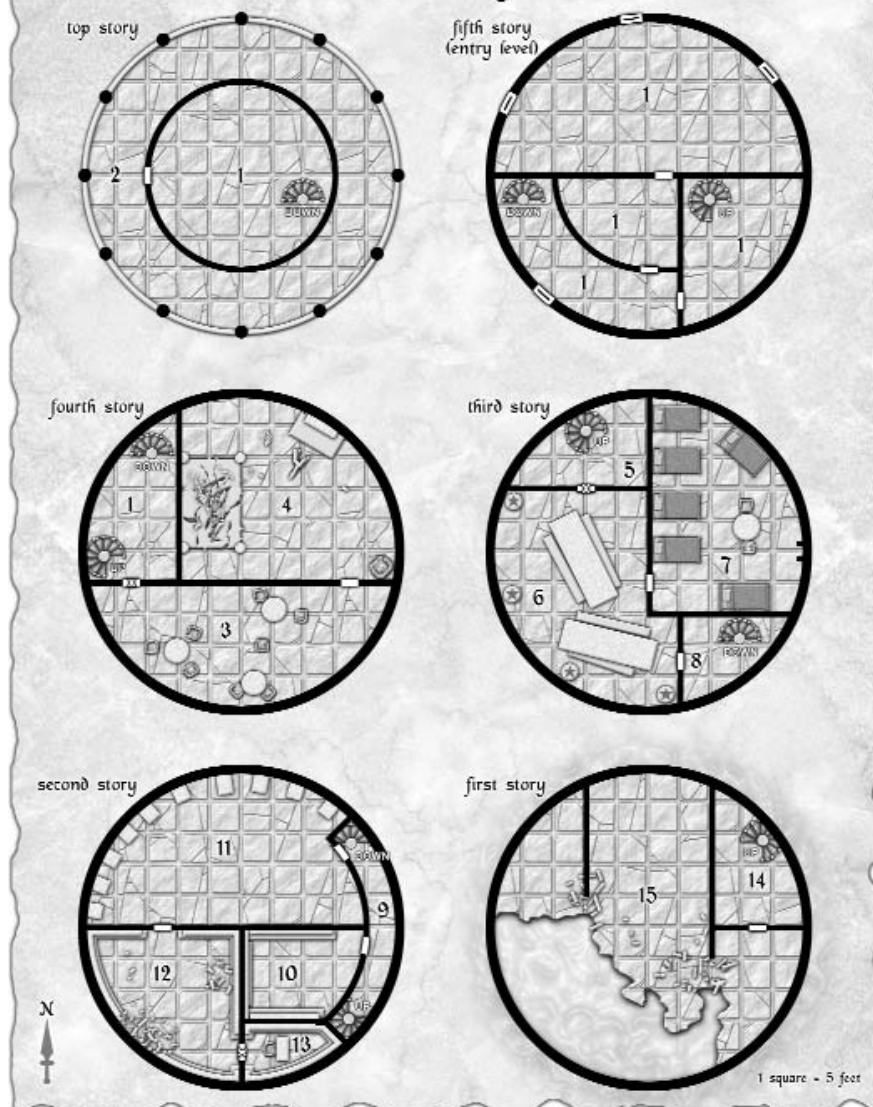 top story
2
1
DOWN
fifth story
(entry level)
1
DOWN
1
UP
1
1
fourth story
DOWN
1
4
UP
3
third story
UP
5
7
6
8
DOWN
second story
11
DOWN
9
12
10
UP
13
N
first story
UP
14
15
1 square = 5 feet